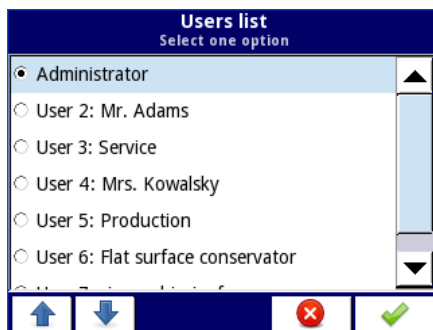 Users list
Select one option
Administrator
User 2: Mr. Adams
User 3: Service
User 4: Mrs. Kowalsky
User 5: Production
User 6: Flat surface conservator